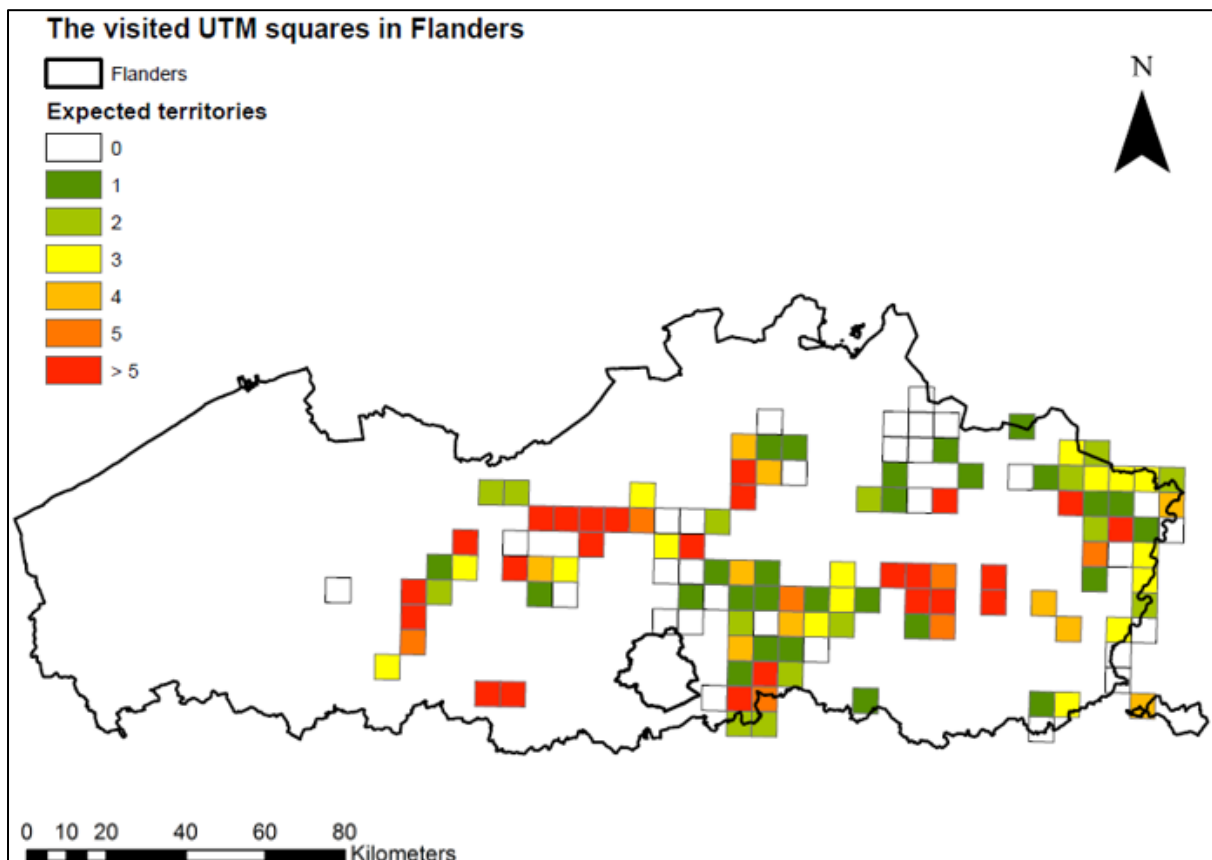 The visited UTM squares in Flanders
Flanders
Expected territories
0
1
2
3
4
5
> 5
N
0 10 20 40 60 80
Kilometers